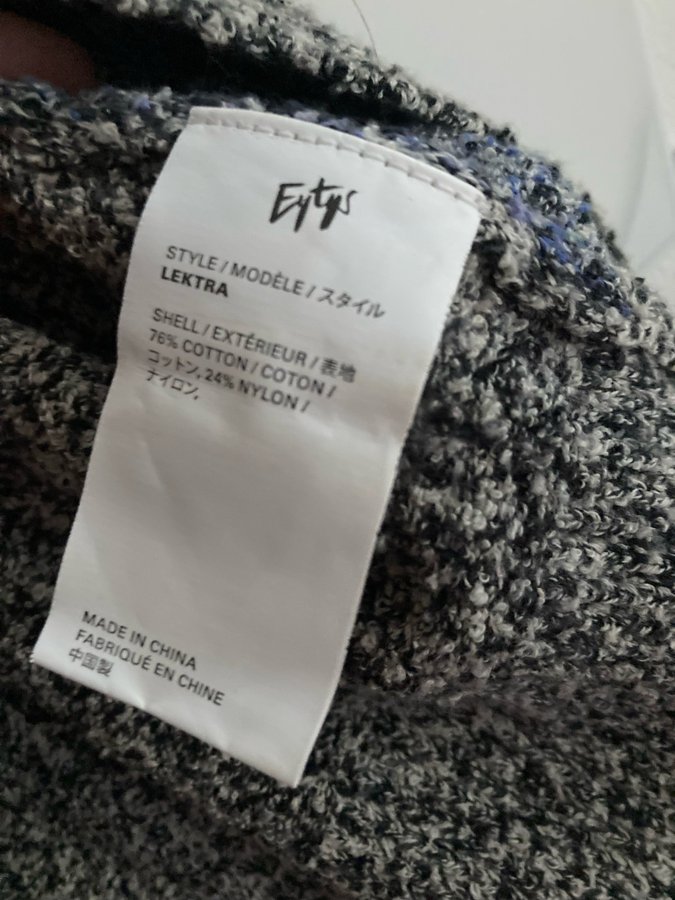 Eytys
STYLE / MODÈLE / スタイル
LEKTRA
SHELL / EXTÉRIEUR / 表地
76% COTTON / COTON /
コットン, 24% NYLON /
ナイロン,
MADE IN CHINA
FABRIQUÉ EN CHINE
中国製